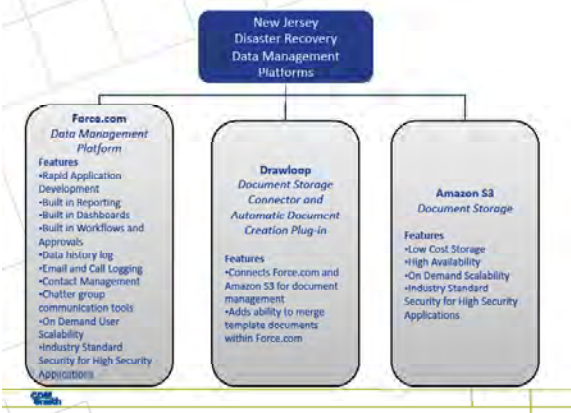 New Jersey
Disaster Recovery
Data Management
Platforms
Force.com
Data Management
Platform
Features
•Rapid Application
Development
•Built in Reporting
•Built in Dashboards
•Built in Workflows and
Approvals
•Data history log
•Email and Call Logging
•Contact Management
•Chatter group
communication tools
•On Demand User
Scalability
•Industry Standard
Security for High Security
Applications
Drawloop
Document Storage
Connector and
Automatic Document
Creation Plug-in
Features
•Connects Force.com and
Amazon S3 for document
management
•Adds ability to merge
template documents
within Force.com
Amazon S3
Document Storage
Features
•Low Cost Storage
•High Availability
•On Demand Scalability
•Industry Standard
Security for High Security
Applications
CDM
Smith